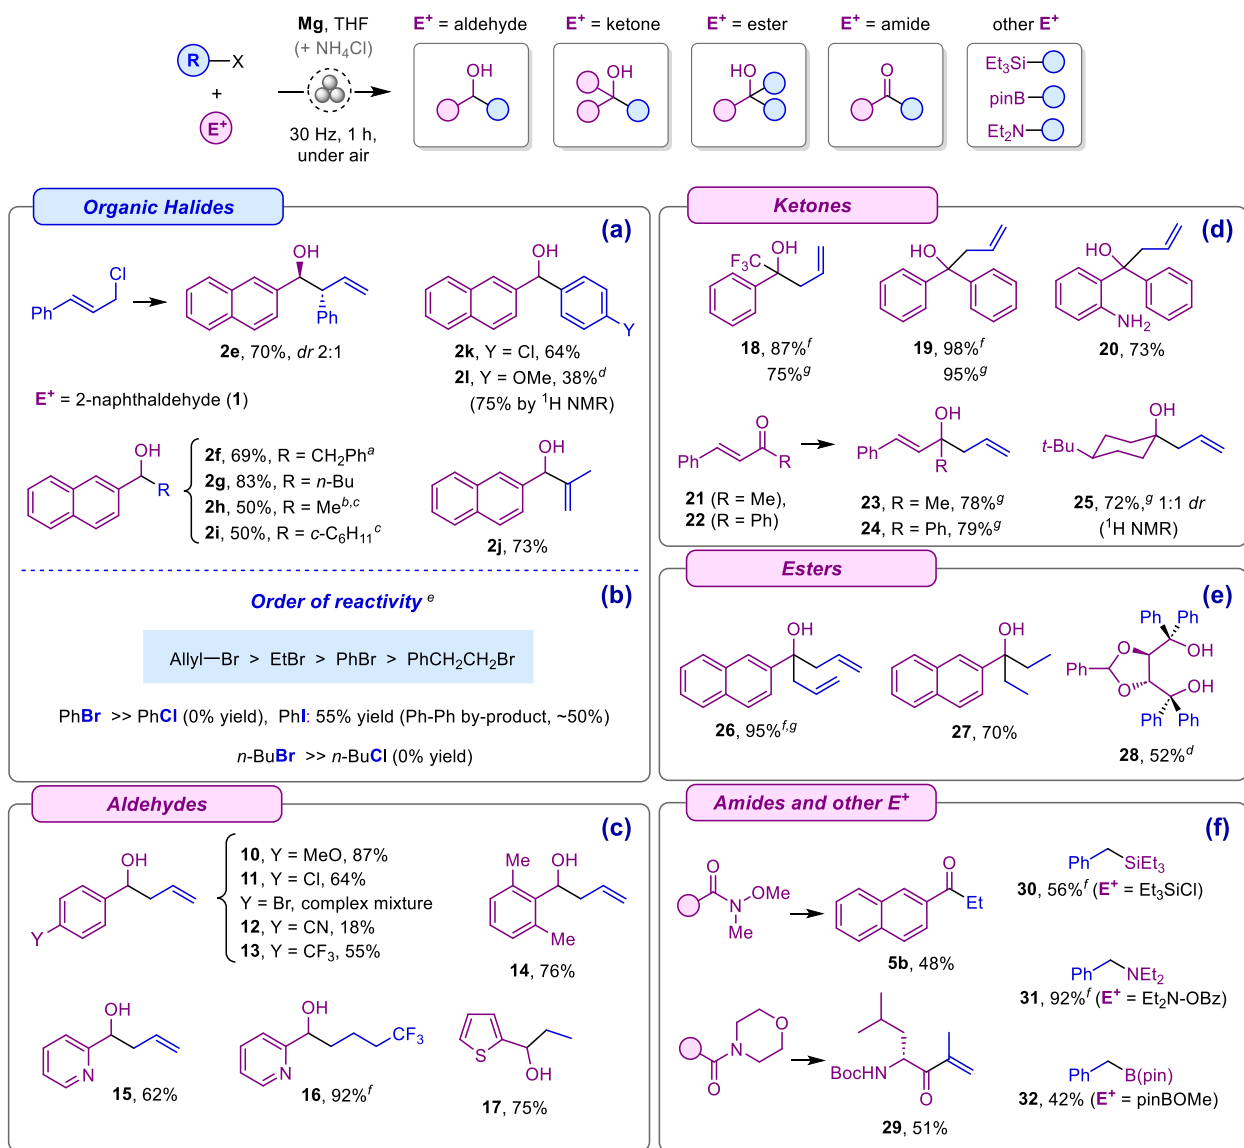 Mg, THF
(+ NH₄Cl)
R–X
+
E⁺
30 Hz, 1 h,
under air
E⁺ = aldehyde
OH
E⁺ = ketone
OH
E⁺ = ester
HO
E⁺ = amide
O
other E⁺
Et₃Si
pinB
Et₂N
Organic Halides
(a)
Cl
Ph
OH
Ph
2e, 70%, dr 2:1
OH
Y
2k, Y = Cl, 64%
2l, Y = OMe, 38%ᵈ
(75% by ¹H NMR)
E⁺ = 2-naphthaldehyde (1)
OH
R
2f, 69%, R = CH₂Phᵃ
2g, 83%, R = n-Bu
2h, 50%, R = Meᵇ,ᶜ
2i, 50%, R = c-C₆H₁₁ᶜ
OH
2j, 73%
(b)
Order of reactivity ᵉ
Allyl—Br > EtBr > PhBr > PhCH₂CH₂Br
PhBr >> PhCl (0% yield), PhI: 55% yield (Ph-Ph by-product, ~50%)
n-BuBr >> n-BuCl (0% yield)
Aldehydes
(c)
OH
Y
10, Y = MeO, 87%
11, Y = Cl, 64%
Y = Br, complex mixture
12, Y = CN, 18%
13, Y = CF₃, 55%
Me
OH
Me
14, 76%
OH
N
15, 62%
OH
N
CF₃
16, 92%ᶠ
S
OH
17, 75%
Ketones
(d)
OH
F₃C
18, 87%ᶠ
75%ᵍ
HO
19, 98%ᶠ
95%ᵍ
HO
NH₂
20, 73%
O
Ph
R
21 (R = Me),
22 (R = Ph)
OH
Ph
R
23, R = Me, 78%ᵍ
24, R = Ph, 79%ᵍ
OH
t-Bu
25, 72%,ᵍ 1:1 dr
(¹H NMR)
Esters
(e)
OH
26, 95%ᶠ,ᵍ
OH
27, 70%
Ph
Ph
O
OH
Ph
O
OH
Ph
Ph
28, 52%ᵈ
Amides and other E⁺
(f)
O
N
OMe
Me
O
Et
5b, 48%
Ph
SiEt₃
30, 56%ᶠ (E⁺ = Et₃SiCl)
Ph
NEt₂
31, 92%ᶠ (E⁺ = Et₂N-OBz)
O
N
O
BocHN
O
29, 51%
Ph
B(pin)
32, 42% (E⁺ = pinBOMe)